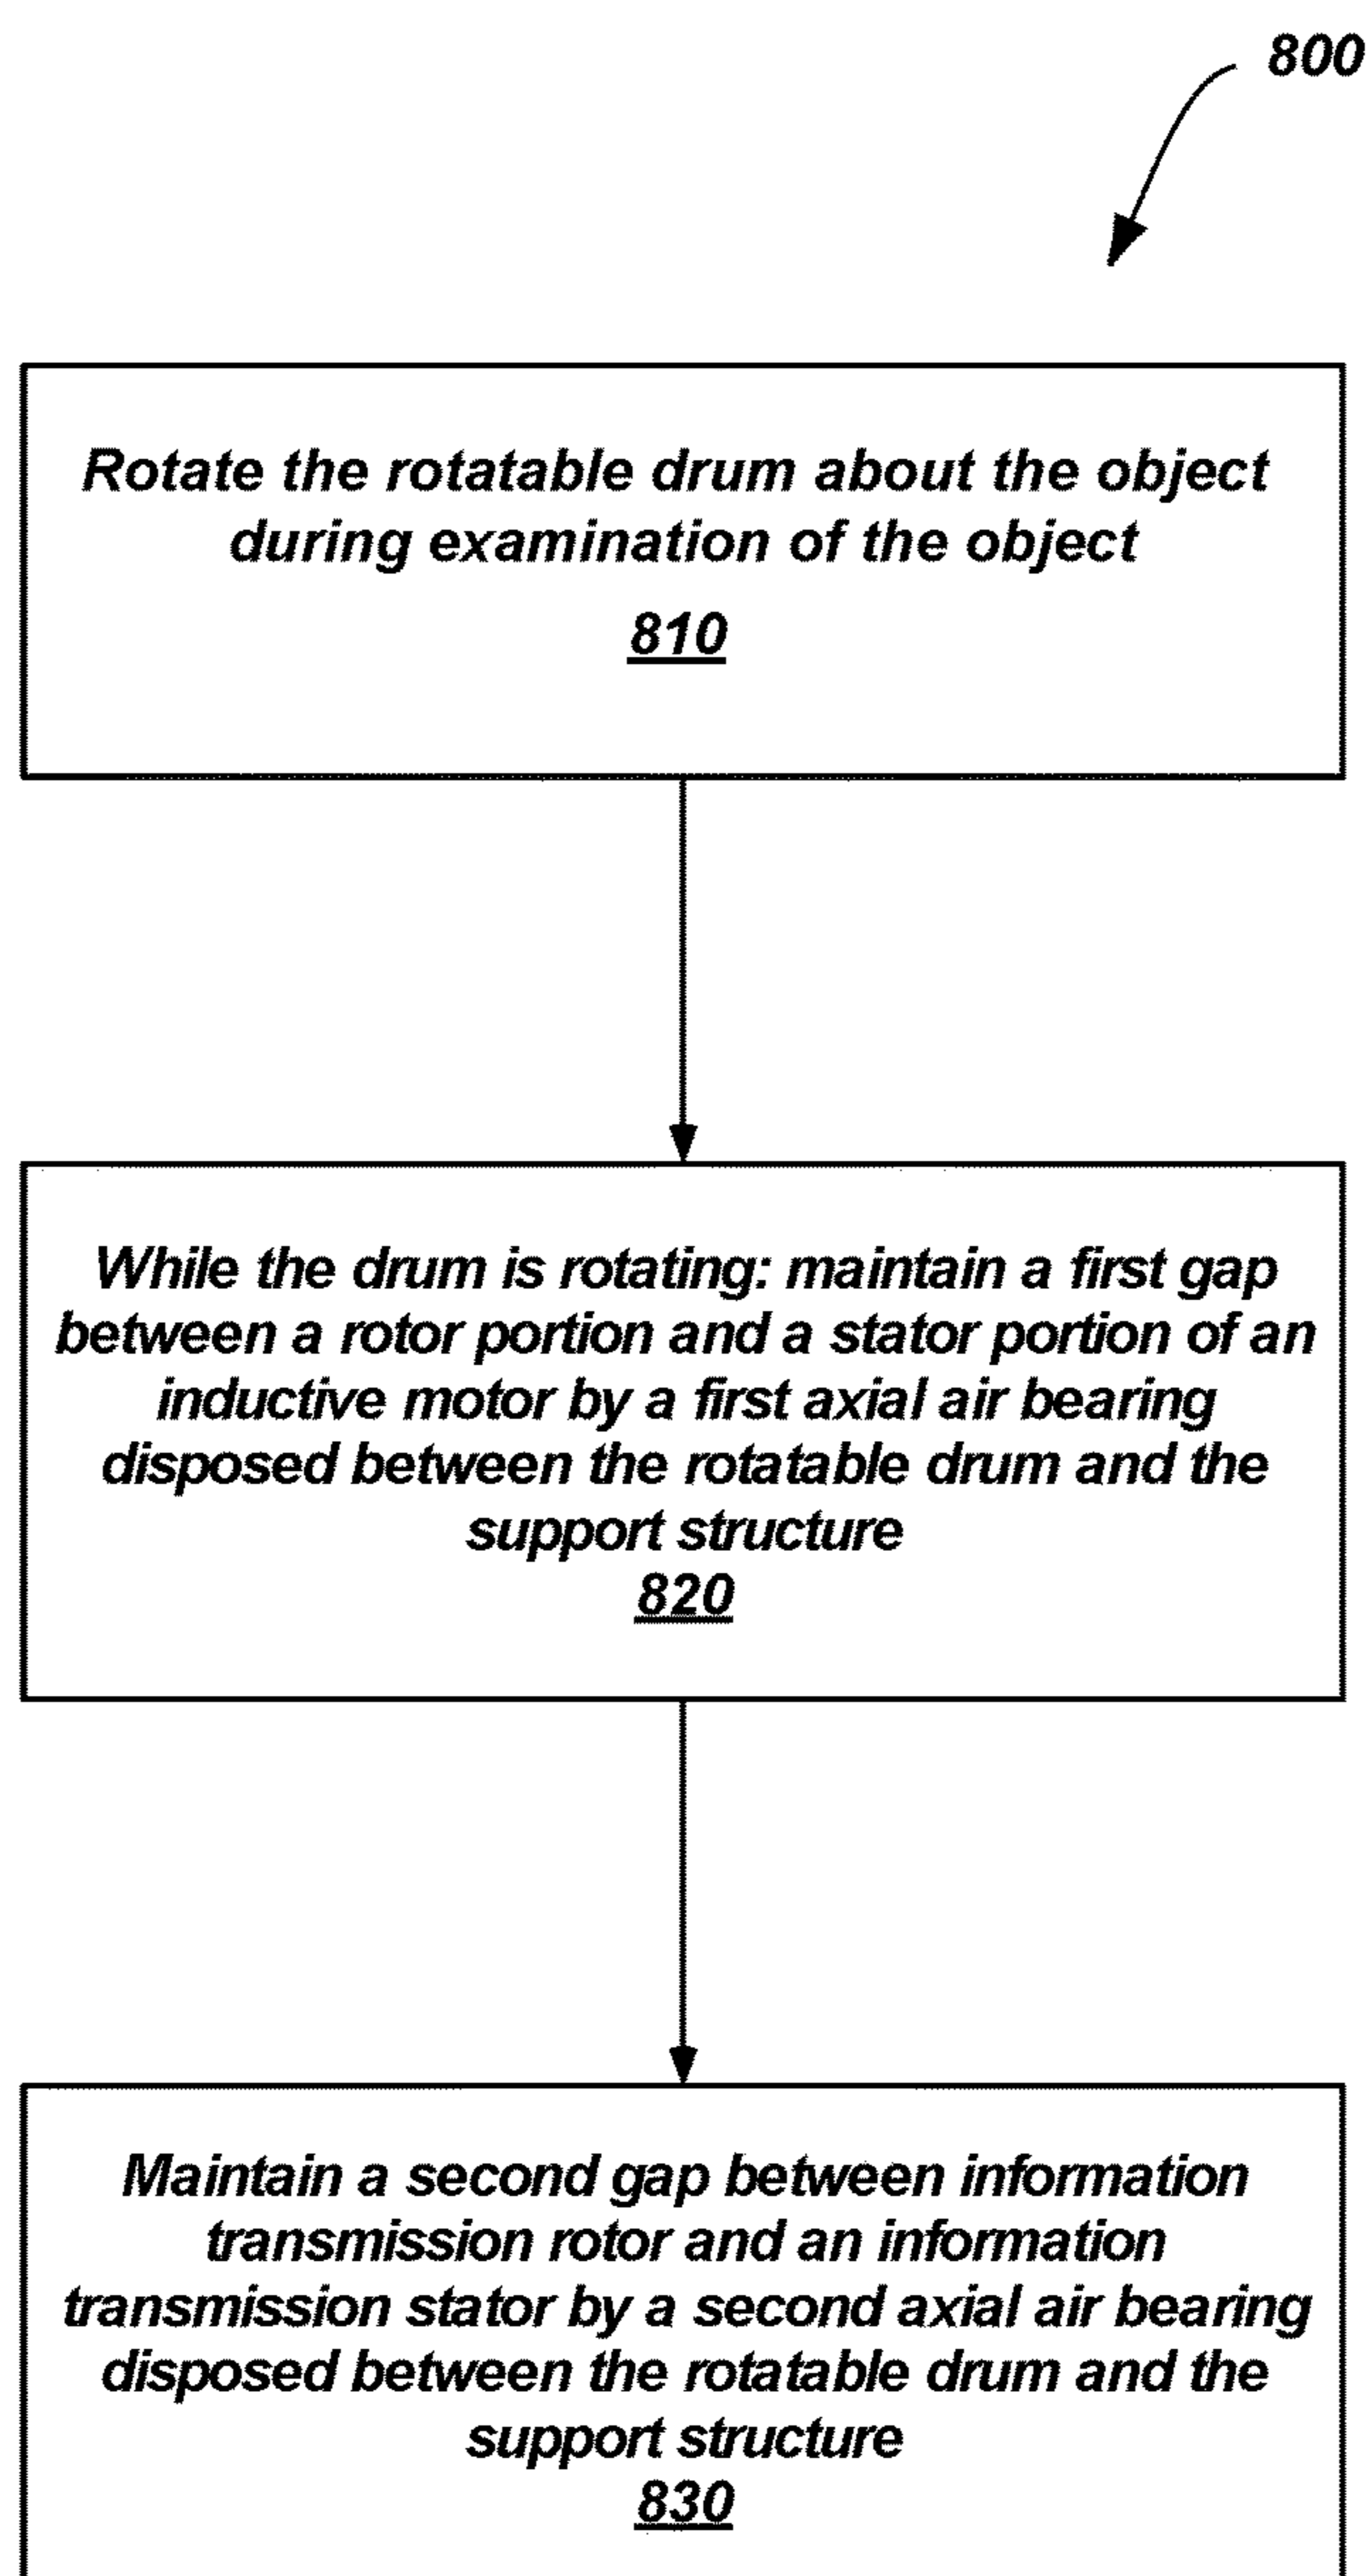 800
Rotate the rotatable drum about the object
during examination of the object
810
While the drum is rotating: maintain a first gap
between a rotor portion and a stator portion of an
inductive motor by a first axial air bearing
disposed between the rotatable drum and the
support structure
820
Maintain a second gap between information
transmission rotor and an information
transmission stator by a second axial air bearing
disposed between the rotatable drum and the
support structure
830